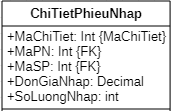 ChiTietPhieuNhap
+MaChiTiet: Int {MaChiTiet}
+MaPN: Int {FK}
+MaSP: Int {FK}
+DonGiaNhap: Decimal
+SoLuongNhap: int